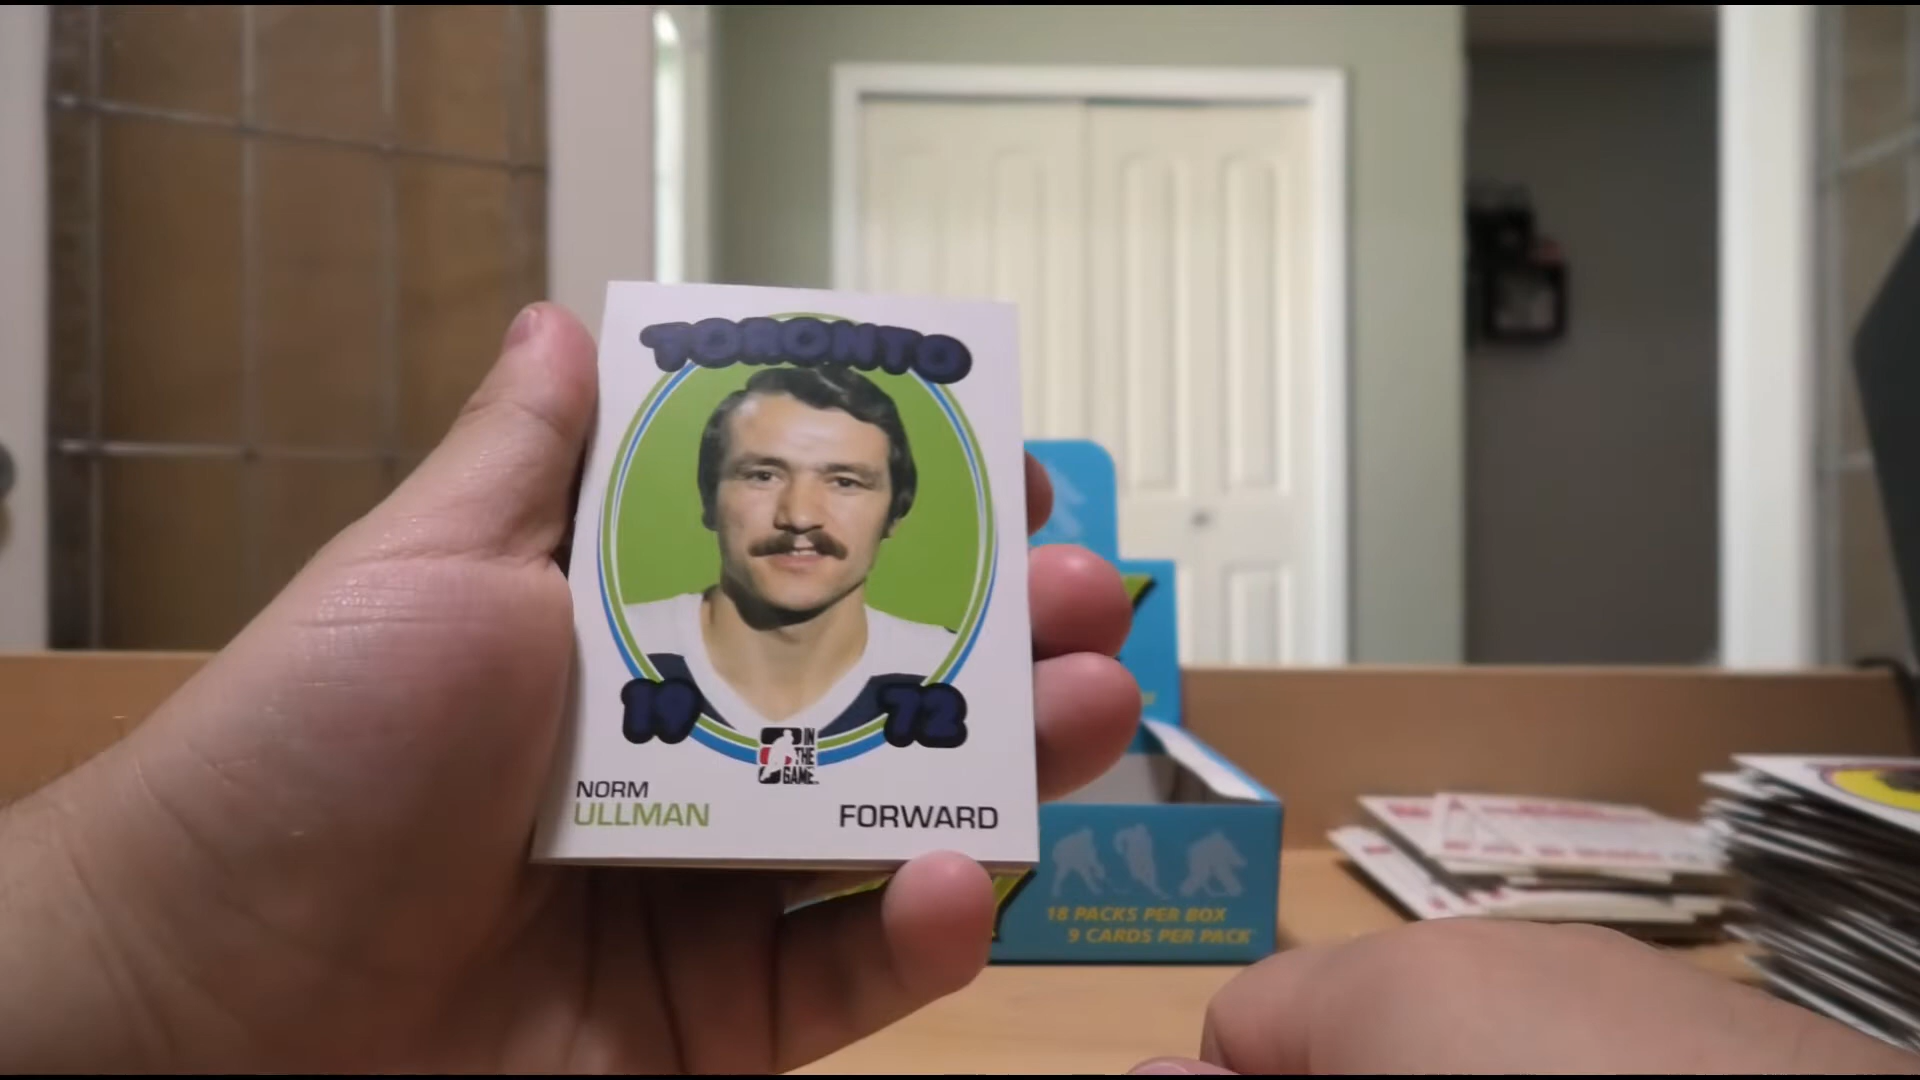 TORONTO
19 72
IN
THE
GAME
NORM
ULLMAN
FORWARD
18 PACKS PER BOX
9 CARDS PER PACK